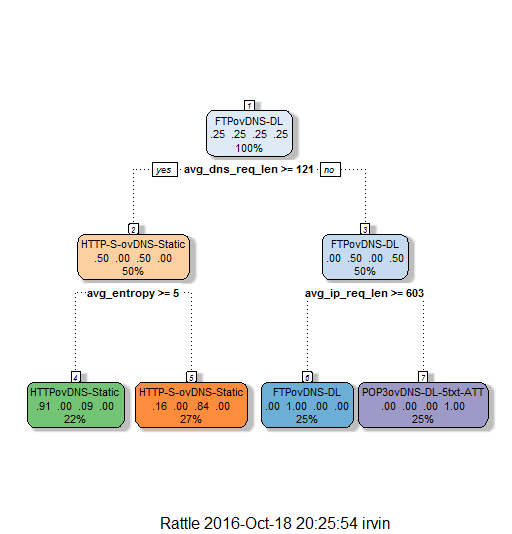 1
FTPovDNS-DL
.25 .25 .25 .25
100%
yes avg_dns_req_len >= 121 no
2
HTTP-S-ovDNS-Static
.50 .00 .50 .00
50%
3
FTPovDNS-DL
.00 .50 .00 .50
50%
avg_entropy >= 5
avg_ip_req_len >= 603
4
HTTPovDNS-Static
.91 .00 .09 .00
22%
5
HTTP-S-ovDNS-Static
.16 .00 .84 .00
27%
6
FTPovDNS-DL
.00 1.00 .00 .00
25%
7
POP3ovDNS-DL-5txt-ATT
.00 .00 .00 1.00
25%
Rattle 2016-Oct-18 20:25:54 irvin